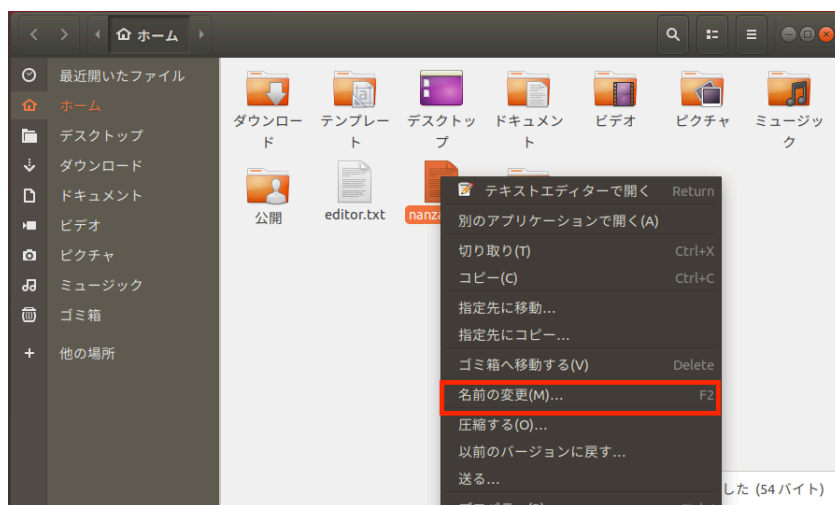 ホーム
最近開いたファイル
ホーム
デスクトップ
ダウンロード
ドキュメント
ビデオ
ピクチャ
ミュージック
ゴミ箱
+ 他の場所
ダウンロー
ド
テンプレー
ト
デスクトッ
プ
ドキュメン
ト
ビデオ
ピクチャ
ミュージッ
ク
公開
editor.txt
テキストエディターで開く Return
別のアプリケーションで開く(A)
切り取り(T) Ctrl+X
コピー(C) Ctrl+C
指定先に移動...
指定先にコピー...
ゴミ箱へ移動する(V) Delete
名前の変更(M)... F2
圧縮する(O)...
以前のバージョンに戻す...
送る...
した (54 バイト)